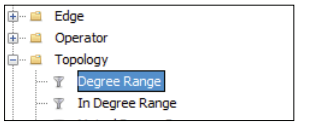 Edge
Operator
Topology
Degree Range
In Degree Range